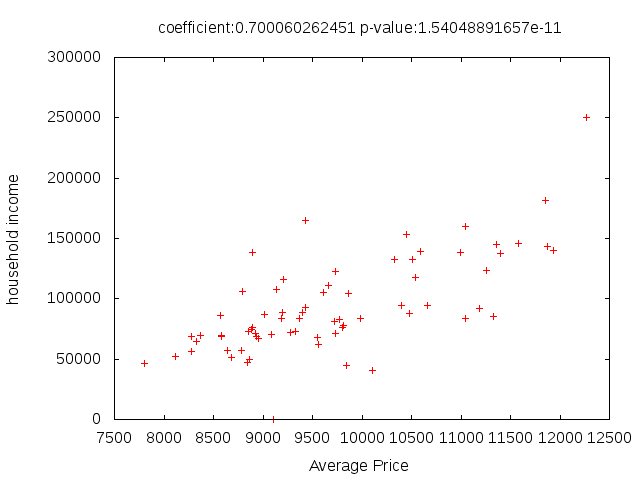 coefficient:0.700060262451 p-value:1.54048891657e-11
300000
250000
200000
150000
100000
50000
0
household income
7500 8000 8500 9000 9500 10000 10500 11000 11500 12000 12500
Average Price